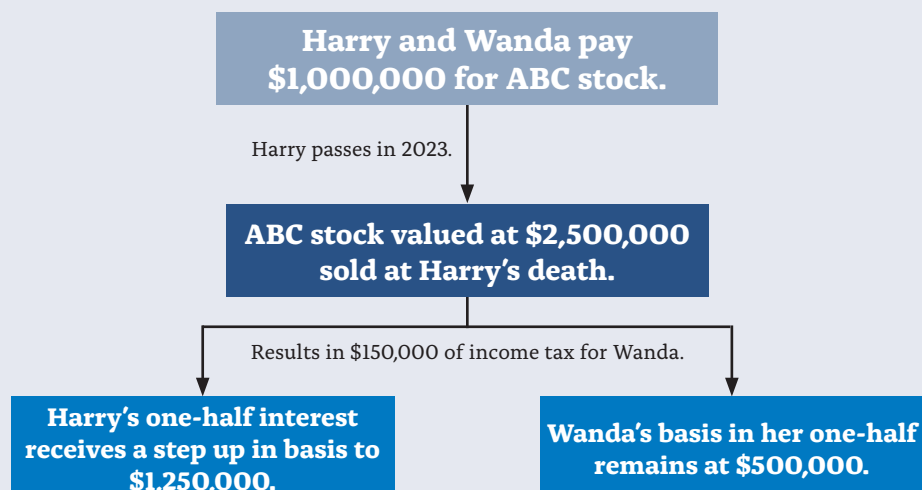 Harry and Wanda pay
$1,000,000 for ABC stock.
Harry passes in 2023.
ABC stock valued at $2,500,000
sold at Harry's death.
Results in $150,000 of income tax for Wanda.
Harry's one-half interest
receives a step up in basis to
$1,250,000.
Wanda's basis in her one-half
remains at $500,000.